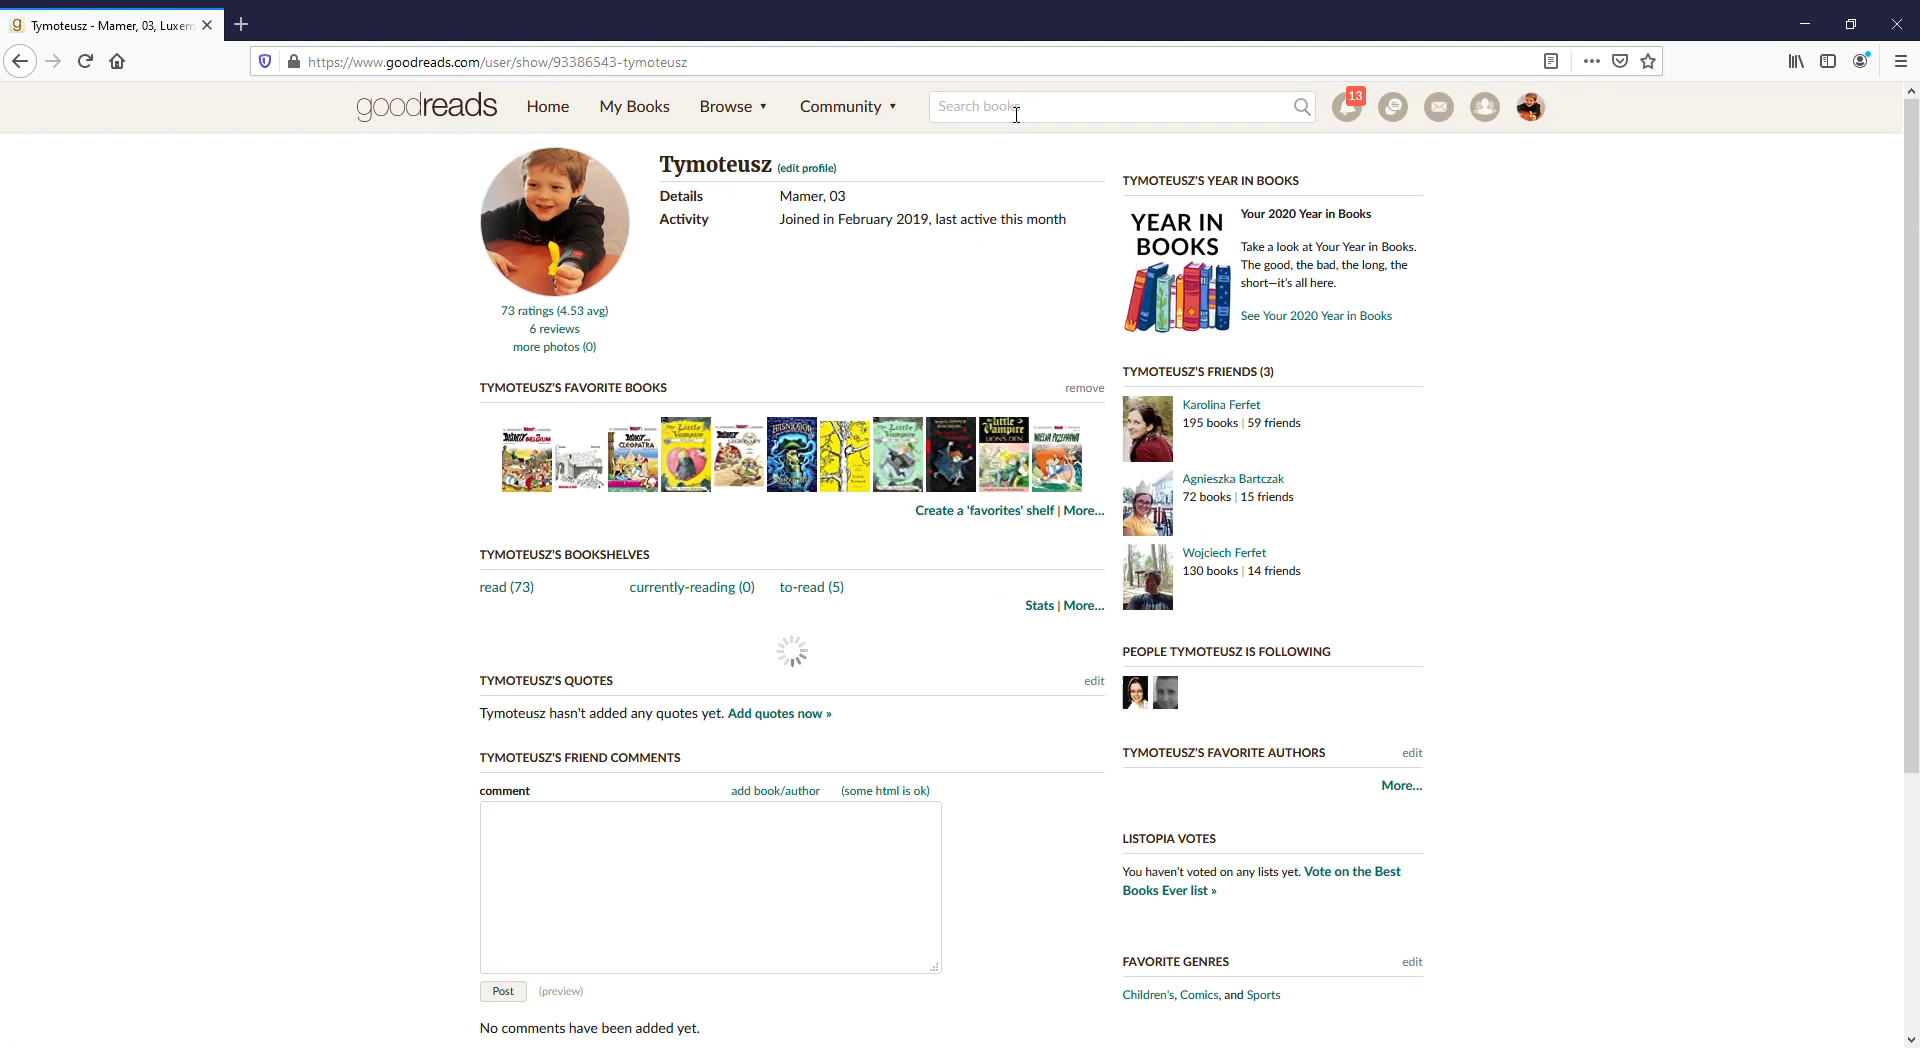 Tymoteusz - Mamer, 03, Luxem
https://www.goodreads.com/user/show/93386543-tymoteusz
goodreads
Home
My Books
Browse
Community
Search books
13
Tymoteusz (edit profile)
Details Mamer, 03
Activity Joined in February 2019, last active this month
73 ratings (4.53 avg)
6 reviews
more photos (0)
TYMOTEUSZ'S FAVORITE BOOKS remove
Create a 'favorites' shelf | More...
TYMOTEUSZ'S BOOKSHELVES
read (73) currently-reading (0) to-read (5)
Stats | More...
TYMOTEUSZ'S QUOTES edit
Tymoteusz hasn't added any quotes yet. Add quotes now »
TYMOTEUSZ'S FRIEND COMMENTS
comment add book/author (some html is ok)
Post (preview)
No comments have been added yet.
TYMOTEUSZ'S YEAR IN BOOKS
YEAR IN
BOOKS
Your 2020 Year in Books
Take a look at Your Year in Books.
The good, the bad, the long, the
short—it's all here.
See Your 2020 Year in Books
TYMOTEUSZ'S FRIENDS (3)
Karolina Ferfet
195 books | 59 friends
Agnieszka Bartczak
72 books | 15 friends
Wojciech Ferfet
130 books | 14 friends
PEOPLE TYMOTEUSZ IS FOLLOWING
TYMOTEUSZ'S FAVORITE AUTHORS edit
More...
LISTOPIA VOTES
You haven't voted on any lists yet. Vote on the Best
Books Ever list »
FAVORITE GENRES edit
Children's, Comics, and Sports